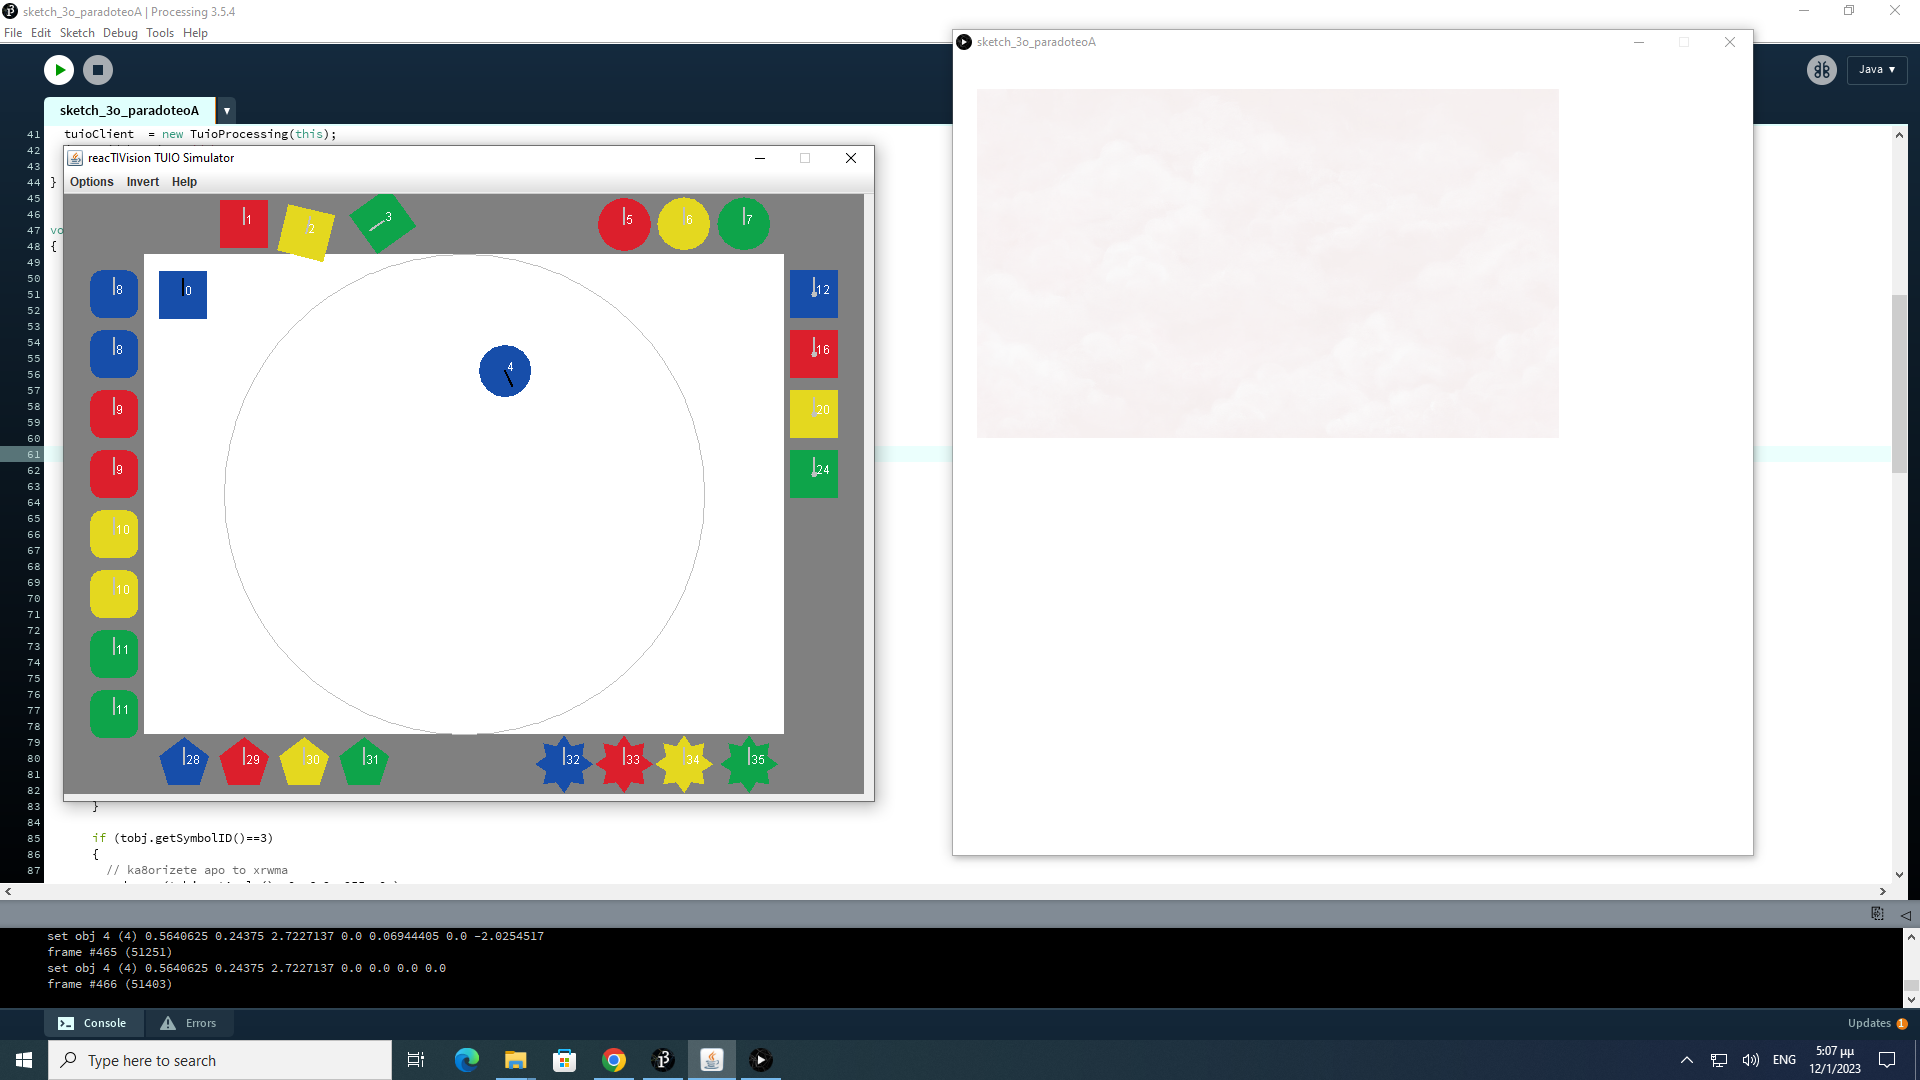 sketch_3o_paradoteoA | Processing 3.5.4
File Edit Sketch Debug Tools Help
Java ▾
sketch_3o_paradoteoA ▾
41 tuioClient = new TuioProcessing(this);
42
43
44 }
45
46
47 vo
48 {
49
50
51
52
53
54
55
56
57
58
59
60
61
62
63
64
65
66
67
68
69
70
71
72
73
74
75
76
77
78
79
80
81
82
83 }
84
85 if (tobj.getSymbolID()==3)
86 {
87 // ka8orizete apo to xrwma
reacTIVision TUIO Simulator
Options Invert Help
1 2 3 5 6 7
8 0 12
8 4 16
9 20
9 24
10
10
11
11
28 29 30 31 32 33 34 35
sketch_3o_paradoteoA
set obj 4 (4) 0.5640625 0.24375 2.7227137 0.0 0.06944405 0.0 -2.0254517
frame #465 (51251)
set obj 4 (4) 0.5640625 0.24375 2.7227137 0.0 0.0 0.0 0.0
frame #466 (51403)
Console Errors
Updates 1
Type here to search
ENG
5:07 μμ
12/1/2023